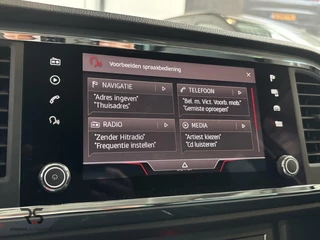 Voorbeelden spraakbediening
NAVIGATIE
"Adres ingeven"
"Thuisadres"
TELEFOON
"Bel. m. Vict. Voorb. mob."
"Gemiste oproepen"
RADIO
"Zender Hitradio"
"Frequentie instellen"
MEDIA
"Artiest kiezen"
"Cd luisteren"
RS